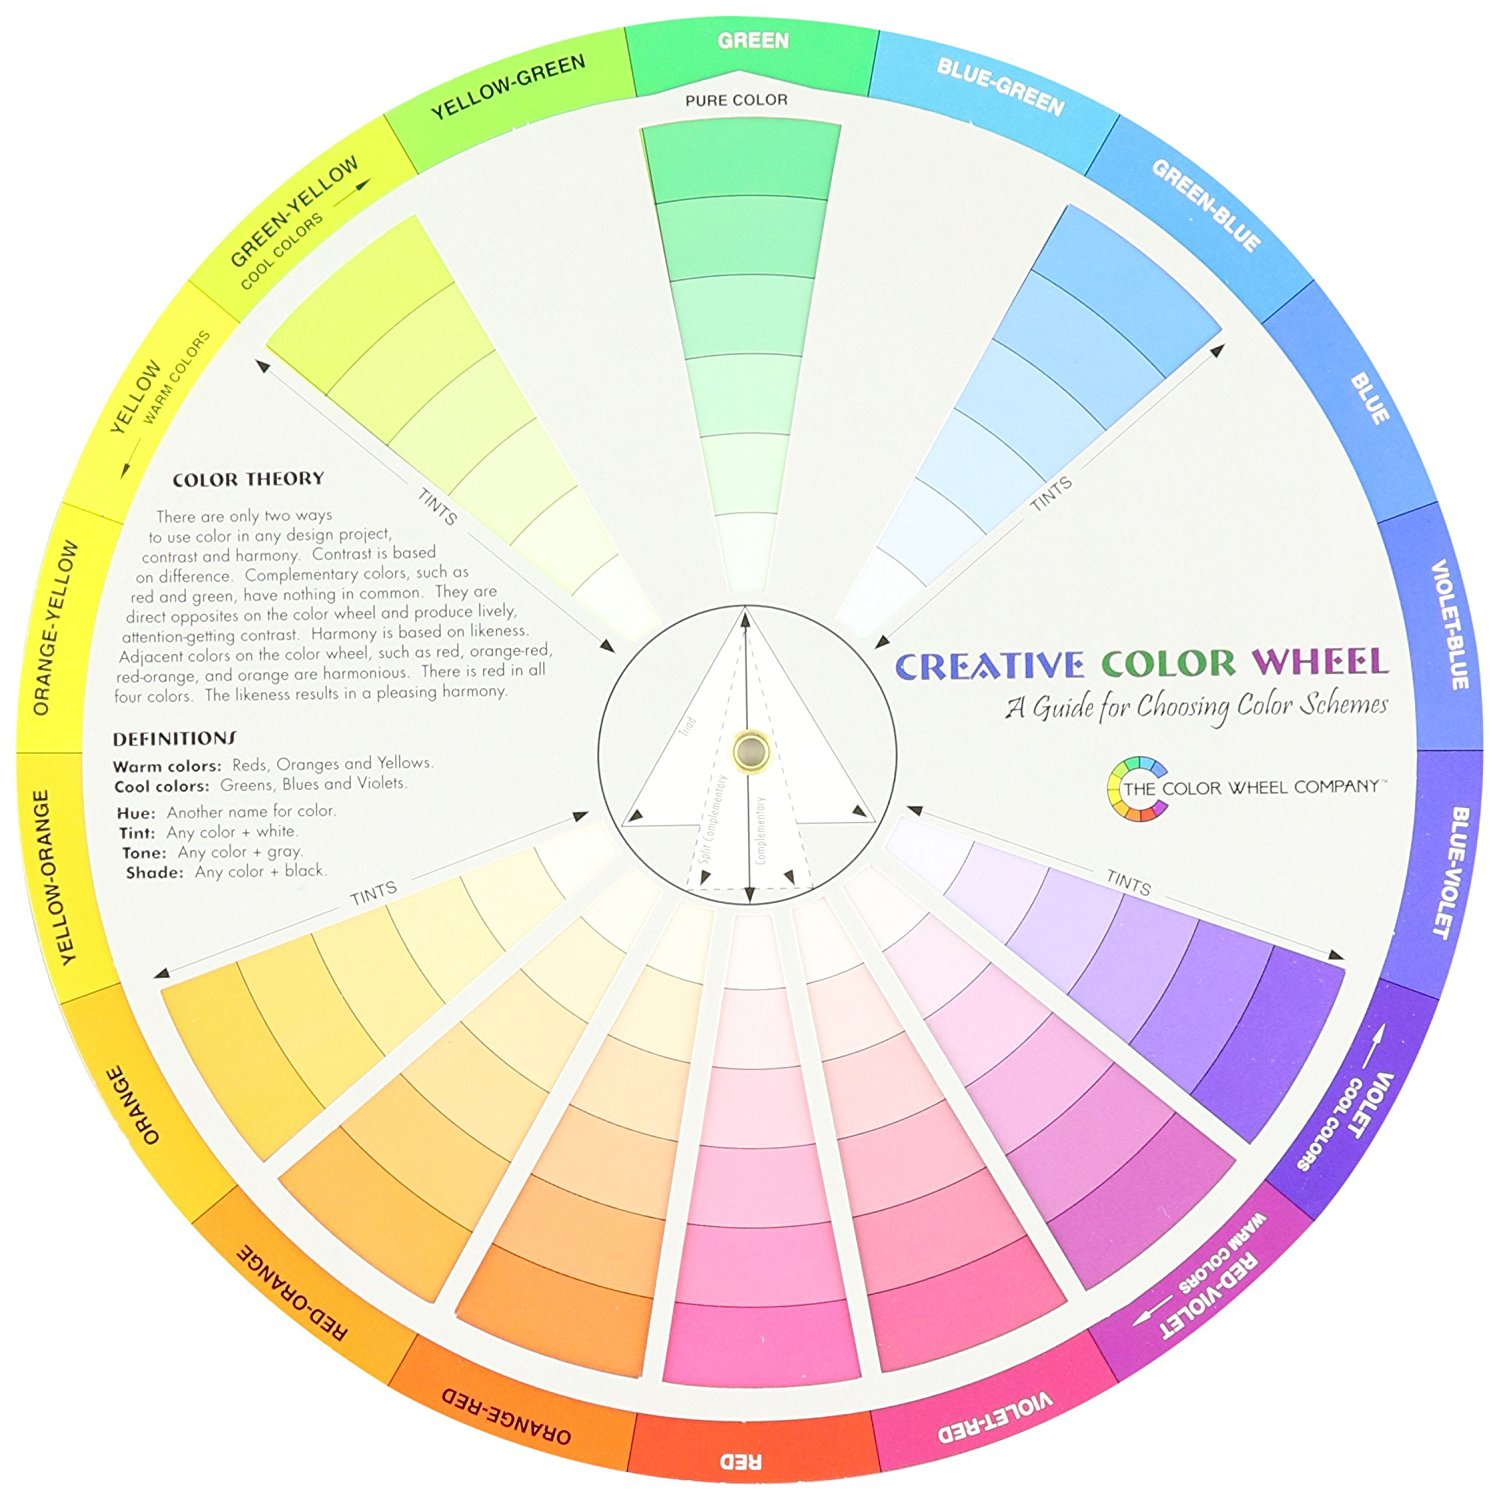 GREEN
BLUE-GREEN
GREEN-BLUE
BLUE
VIOLET-BLUE
BLUE-VIOLET
VIOLET
COOL COLORS
RED-VIOLET
WARM COLORS
VIOLET-RED
RED
ORANGE-RED
RED-ORANGE
ORANGE
YELLOW-ORANGE
ORANGE-YELLOW
YELLOW
WARM COLORS
GREEN-YELLOW
COOL COLORS
YELLOW-GREEN
PURE COLOR
TINTS
TINTS
COLOR THEORY
There are only two ways
to use color in any design project,
contrast and harmony. Contrast is based
on difference. Complementary colors, such as
red and green, have nothing in common. They are
direct opposites on the color wheel and produce lively,
attention-getting contrast. Harmony is based on likeness.
Adjacent colors on the color wheel, such as red, orange-red,
red-orange, and orange are harmonious. There is red in all
four colors. The likeness results in a pleasing harmony.
DEFINITIONS
Warm colors: Reds, Oranges and Yellows.
Cool colors: Greens, Blues and Violets.
Hue: Another name for color.
Tint: Any color + white.
Tone: Any color + gray.
Shade: Any color + black.
Triad
Split Complementary
Complementary
CREATIVE COLOR WHEEL
A Guide for Choosing Color Schemes
THE COLOR WHEEL COMPANY™
TINTS
TINTS